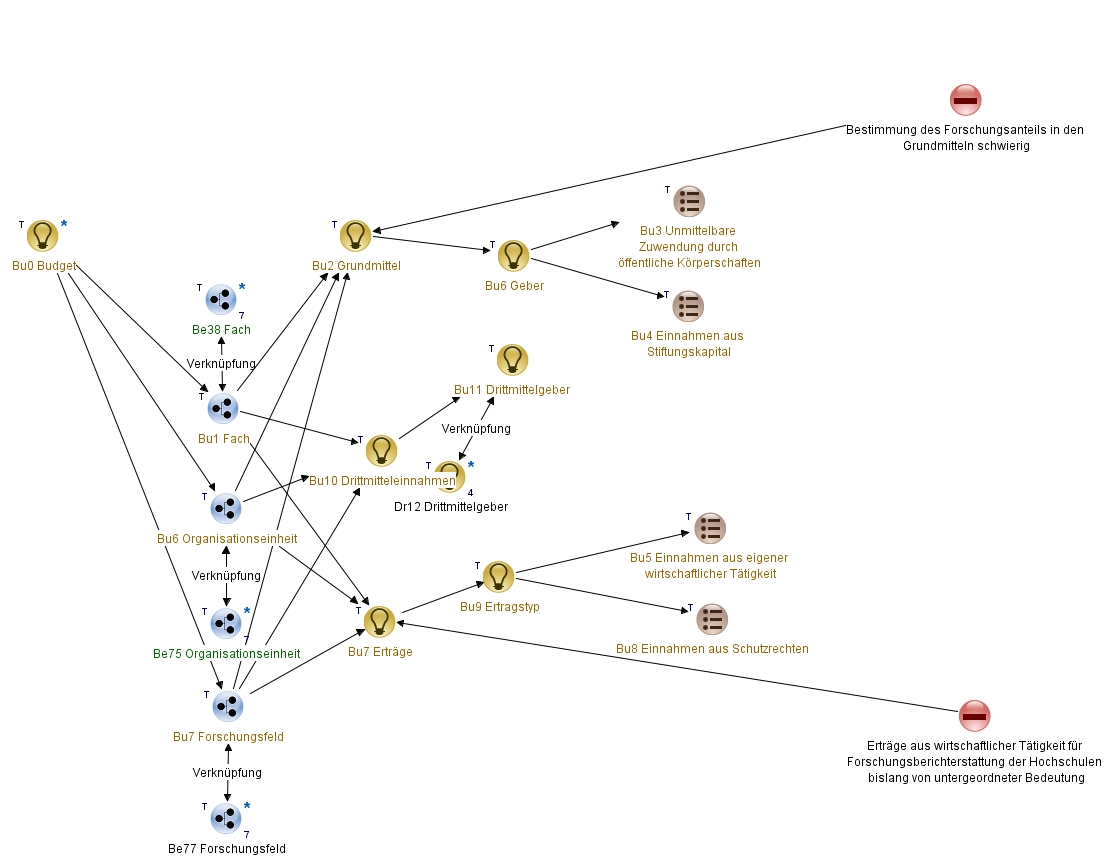 Bestimmung des Forschungsanteils in den
Grundmitteln schwierig
T
*
Bu0 Budget
T
Bu2 Grundmittel
T
Bu6 Geber
T
Bu3 Unmittelbare
Zuwendung durch
öffentliche Körperschaften
T
*
7
Be38 Fach
T
Bu4 Einnahmen aus
Stiftungskapital
Verknüpfung
T
Bu1 Fach
T
Bu11 Drittmittelgeber
Verknüpfung
T
Bu10 Drittmitteleinnahmen
T
*
4
Dr12 Drittmittelgeber
T
Bu6 Organisationseinheit
Verknüpfung
T
*
7
Be75 Organisationseinheit
T
Bu7 Erträge
T
Bu9 Ertragstyp
T
Bu5 Einnahmen aus eigener
wirtschaftlicher Tätigkeit
T
Bu8 Einnahmen aus Schutzrechten
T
Bu7 Forschungsfeld
Verknüpfung
T
*
7
Be77 Forschungsfeld
Erträge aus wirtschaftlicher Tätigkeit für
Forschungsberichterstattung der Hochschulen
bislang von untergeordneter Bedeutung